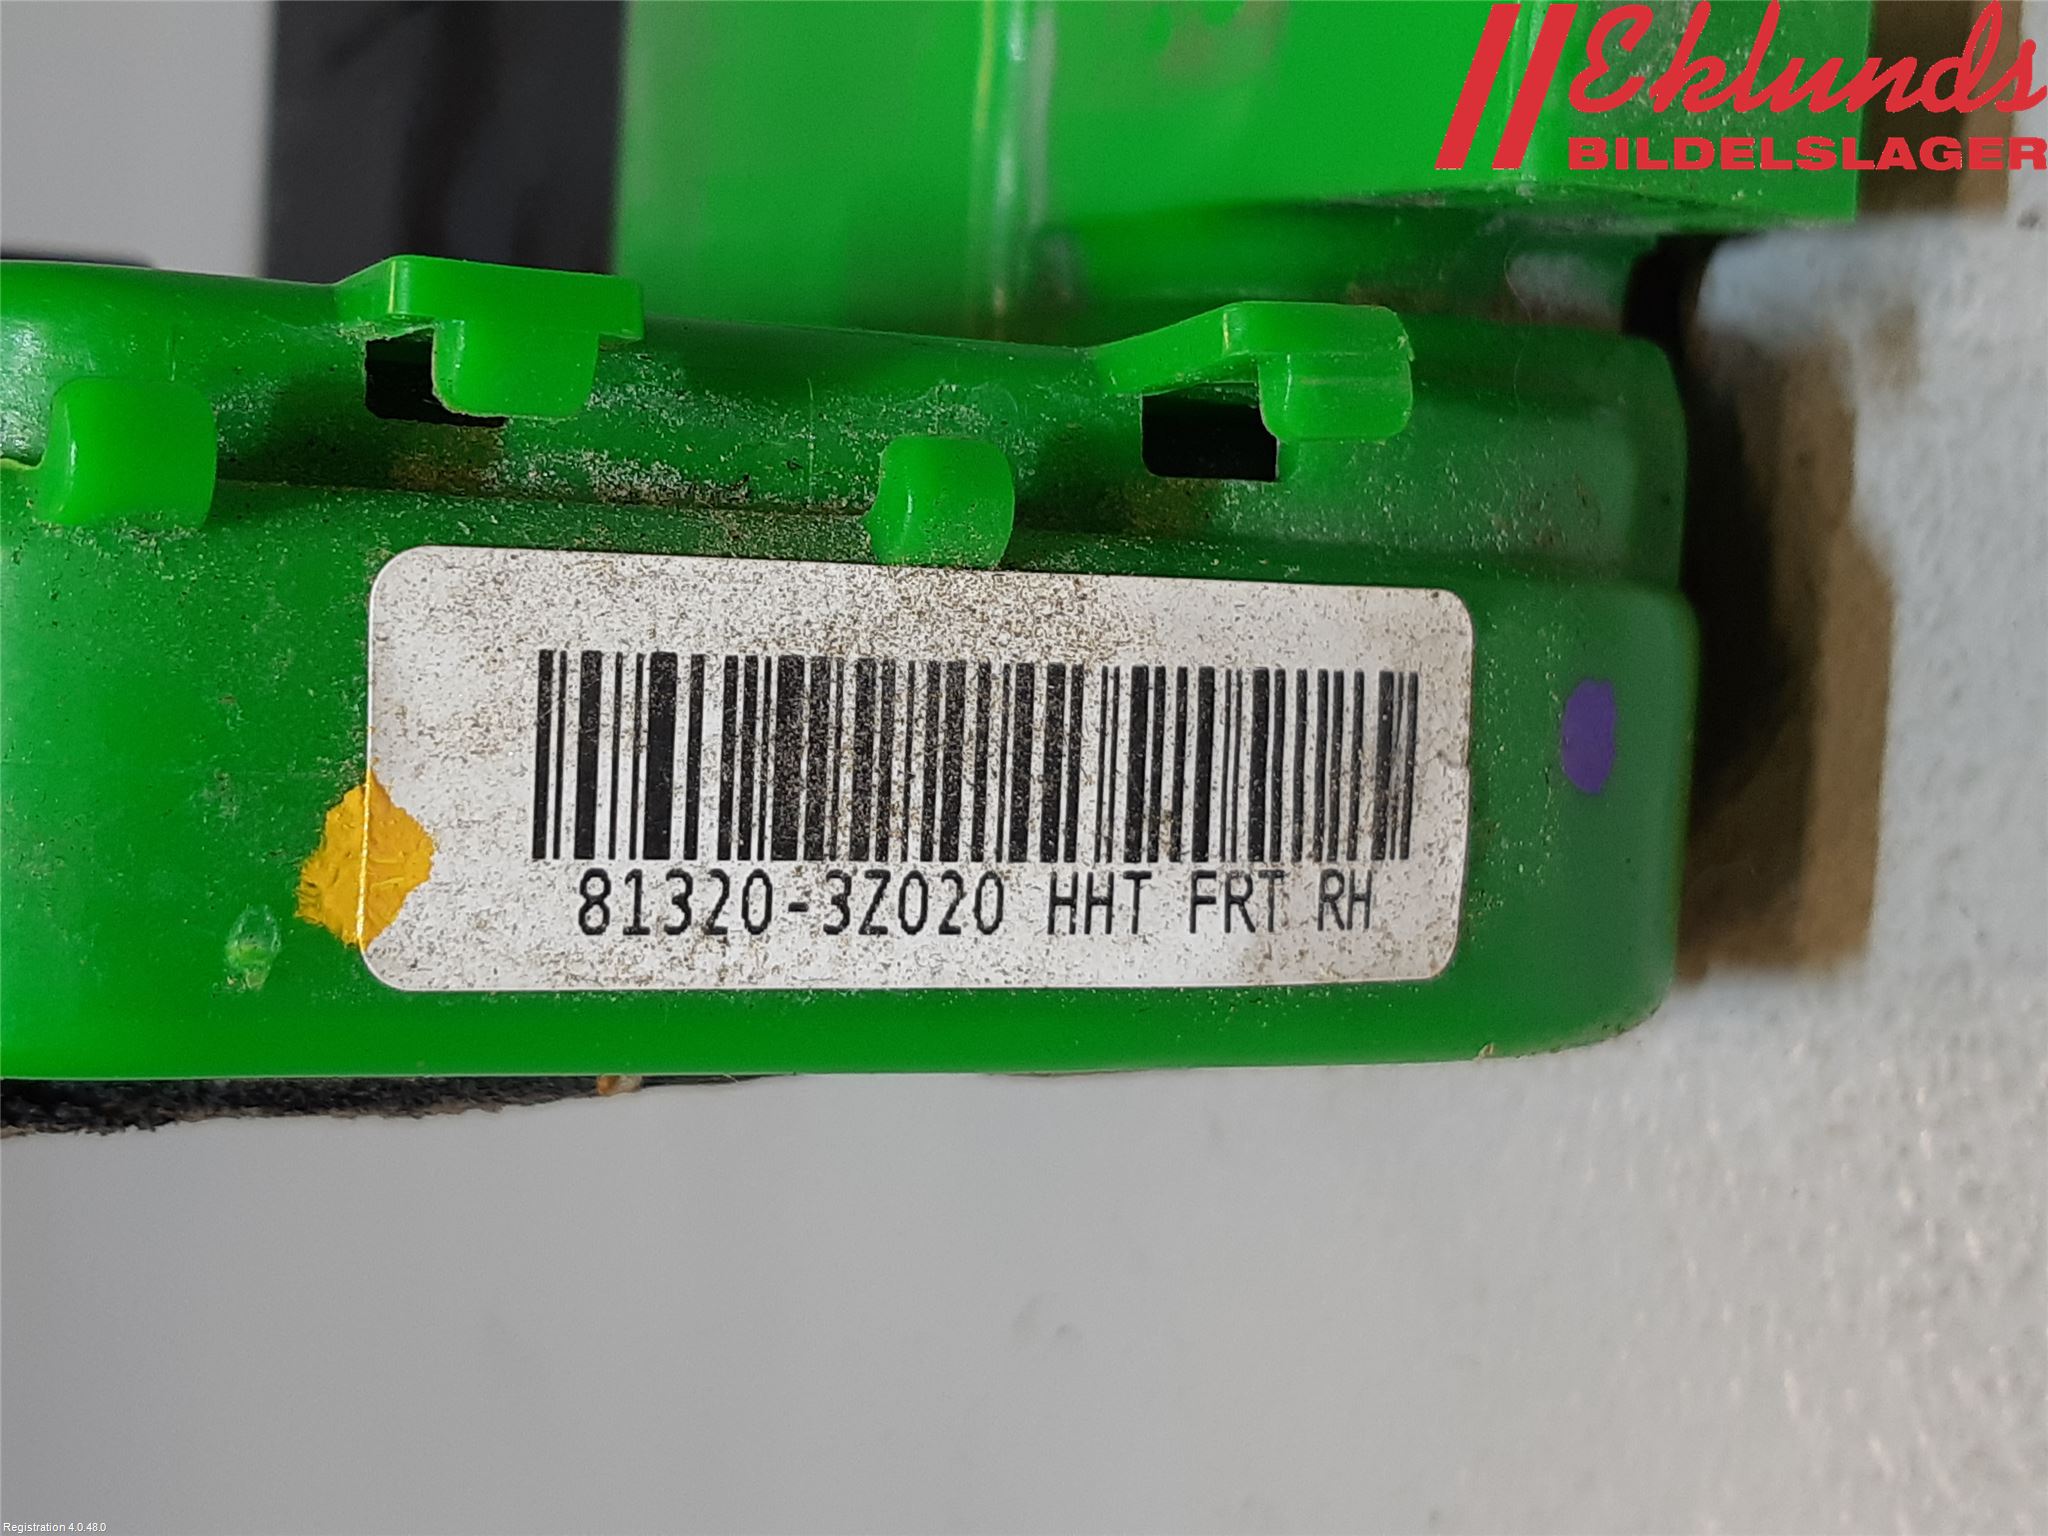 Eklunds
BILDELSLAGER
81320-3Z020 HHT FRT RH
Registration 4.0.48.0